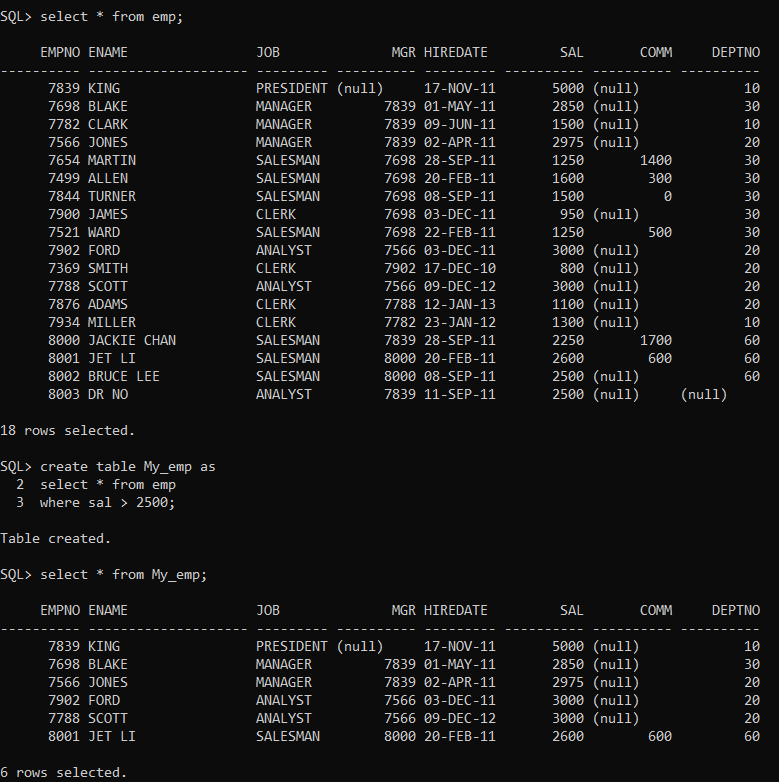 SQL> select * from emp;
     EMPNO ENAME                JOB              MGR HIREDATE         SAL       COMM     DEPTNO
---------- -------------------- --------- ---------- --------- ---------- ---------- ----------
      7839 KING                 PRESIDENT (null)     17-NOV-11       5000 (null)             10
      7698 BLAKE                MANAGER         7839 01-MAY-11       2850 (null)             30
      7782 CLARK                MANAGER         7839 09-JUN-11       1500 (null)             10
      7566 JONES                MANAGER         7839 02-APR-11       2975 (null)             20
      7654 MARTIN               SALESMAN        7698 28-SEP-11       1250       1400         30
      7499 ALLEN                SALESMAN        7698 20-FEB-11       1600        300         30
      7844 TURNER               SALESMAN        7698 08-SEP-11       1500          0         30
      7900 JAMES                CLERK           7698 03-DEC-11        950 (null)             30
      7521 WARD                 SALESMAN        7698 22-FEB-11       1250        500         30
      7902 FORD                 ANALYST         7566 03-DEC-11       3000 (null)             20
      7369 SMITH                CLERK           7902 17-DEC-10        800 (null)             20
      7788 SCOTT                ANALYST         7566 09-DEC-12       3000 (null)             20
      7876 ADAMS                CLERK           7788 12-JAN-13       1100 (null)             20
      7934 MILLER               CLERK           7782 23-JAN-12       1300 (null)             10
      8000 JACKIE CHAN          SALESMAN        7839 28-SEP-11       2250       1700         60
      8001 JET LI               SALESMAN        8000 20-FEB-11       2600        600         60
      8002 BRUCE LEE            SALESMAN        8000 08-SEP-11       2500 (null)             60
      8003 DR NO                ANALYST         7839 11-SEP-11       2500 (null)     (null)
18 rows selected.
SQL> create table My_emp as
  2  select * from emp
  3  where sal > 2500;
Table created.
SQL> select * from My_emp;
     EMPNO ENAME                JOB              MGR HIREDATE         SAL       COMM     DEPTNO
---------- -------------------- --------- ---------- --------- ---------- ---------- ----------
      7839 KING                 PRESIDENT (null)     17-NOV-11       5000 (null)             10
      7698 BLAKE                MANAGER         7839 01-MAY-11       2850 (null)             30
      7566 JONES                MANAGER         7839 02-APR-11       2975 (null)             20
      7902 FORD                 ANALYST         7566 03-DEC-11       3000 (null)             20
      7788 SCOTT                ANALYST         7566 09-DEC-12       3000 (null)             20
      8001 JET LI               SALESMAN        8000 20-FEB-11       2600        600         60
6 rows selected.